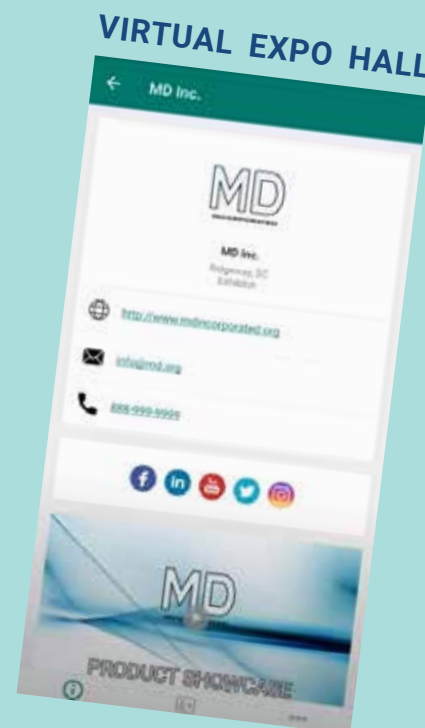 VIRTUAL EXPO HALL
MD Inc.
MD
MD Inc.
Ridgeway, SC
http://www.mdincorporated.org
info@md.org
888-999-9999
MD
PRODUCT SHOWCASE